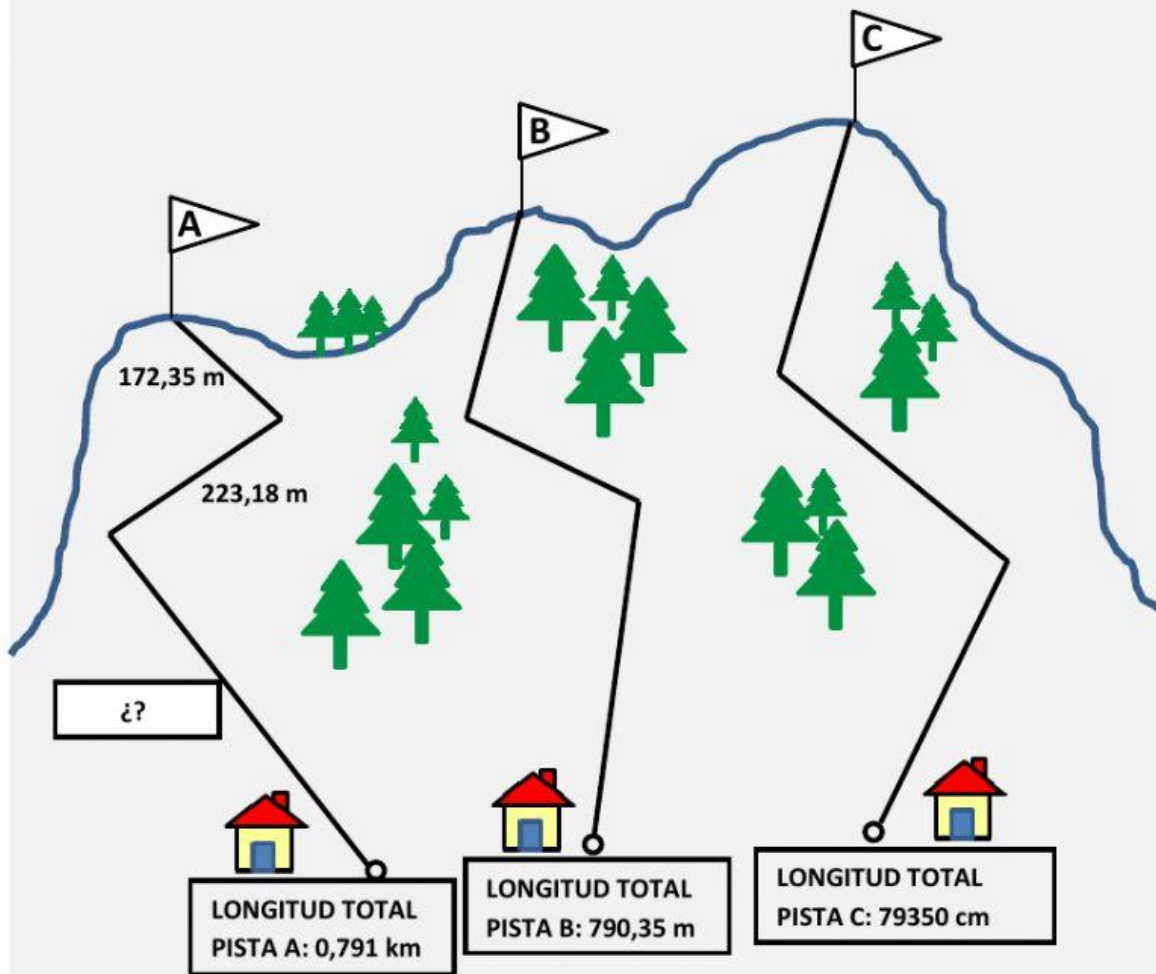 C
B
A
172,35 m
223,18 m
¿?
LONGITUD TOTAL
PISTA A: 0,791 km
LONGITUD TOTAL
PISTA B: 790,35 m
LONGITUD TOTAL
PISTA C: 79350 cm